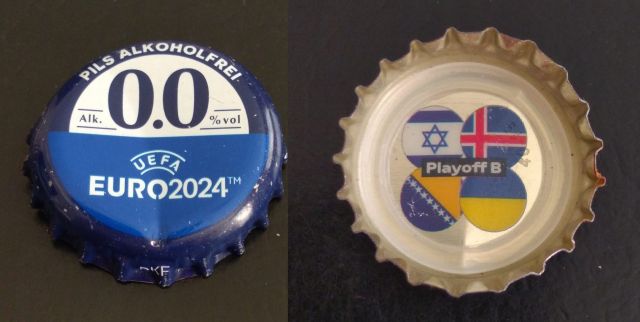 PILS ALKOHOLFREI
0.0
Alk. %vol
UEFA
EURO2024™
Playoff B